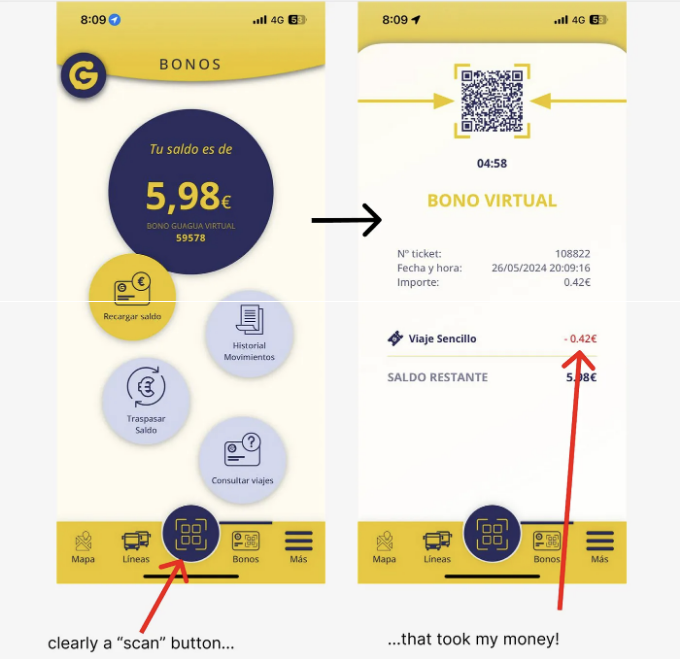 8:09
4G 5
BONOS
G
Tu saldo es de
5,98€
BONO GUAGUA VIRTUAL
59578
€
Recargar saldo
Historial
Movimientos
€
Traspasar
Saldo
?
Consultar viajes
Mapa
Líneas
Bonos
Más
clearly a “scan” button...
8:09
4G 5
04:58
BONO VIRTUAL
Nº ticket: 108822
Fecha y hora: 26/05/2024 20:09:16
Importe: 0.42€
Viaje Sencillo - 0.42€
SALDO RESTANTE 5.98€
Mapa
Líneas
Bonos
Más
...that took my money!